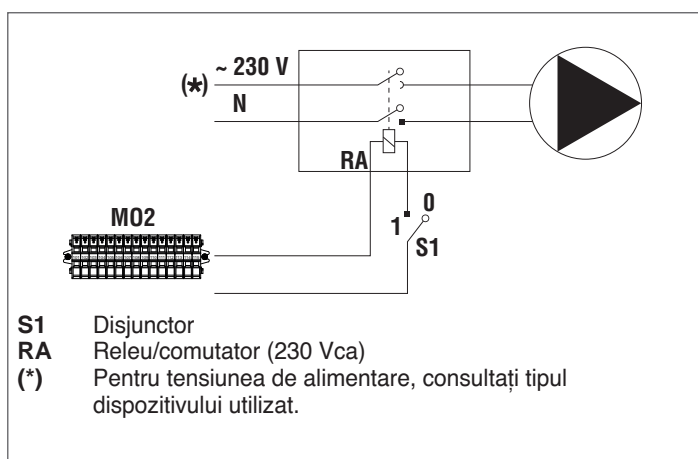 ~ 230 V
(*)
N
RA
MO2
0
1
S1
S1 Disjunctor
RA Releu/comutator (230 Vca)
(*) Pentru tensiunea de alimentare, consultați tipul
dispozitivului utilizat.